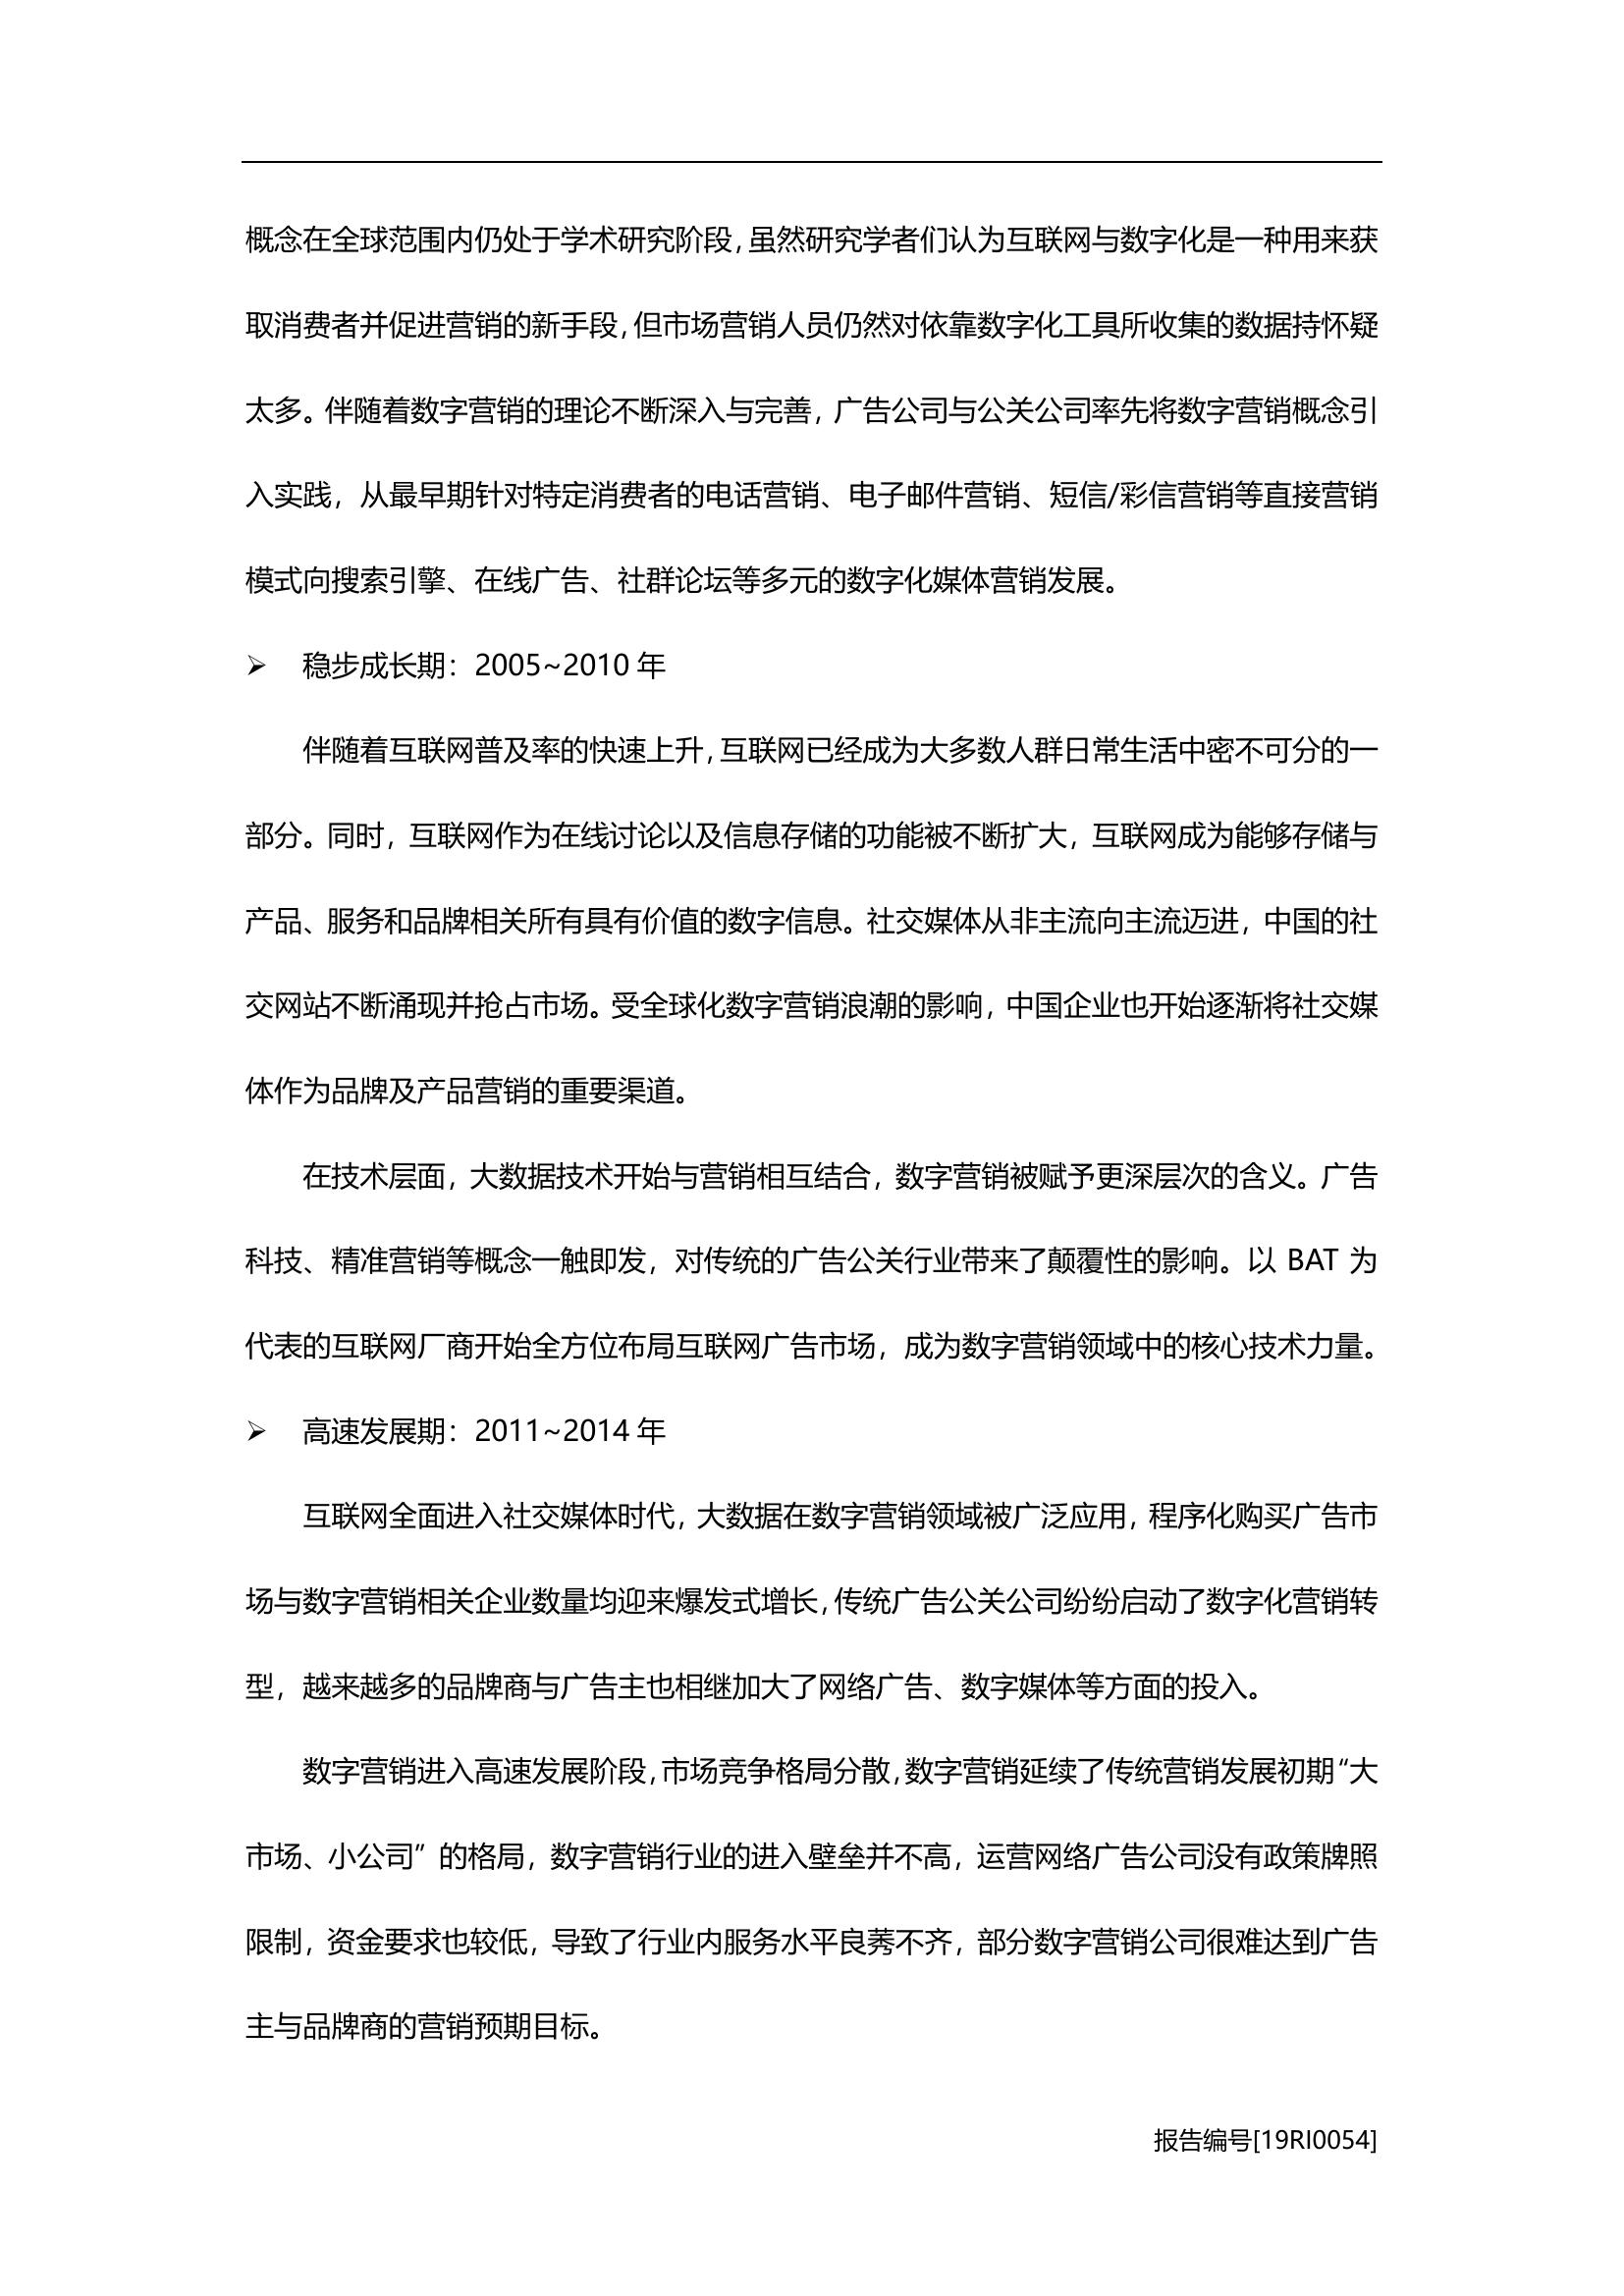 概念在全球范围内仍处于学术研究阶段，虽然研究学者们认为互联网与数字化是一种用来获
取消费者并促进营销的新手段，但市场营销人员仍然对依靠数字化工具所收集的数据持怀疑
太多。伴随着数字营销的理论不断深入与完善，广告公司与公关公司率先将数字营销概念引
入实践，从最早期针对特定消费者的电话营销、电子邮件营销、短信/彩信营销等直接营销
模式向搜索引擎、在线广告、社群论坛等多元的数字化媒体营销发展。
➢ 稳步成长期：2005~2010 年
伴随着互联网普及率的快速上升，互联网已经成为大多数人群日常生活中密不可分的一
部分。同时，互联网作为在线讨论以及信息存储的功能被不断扩大，互联网成为能够存储与
产品、服务和品牌相关所有具有价值的数字信息。社交媒体从非主流向主流迈进，中国的社
交网站不断涌现并抢占市场。受全球化数字营销浪潮的影响，中国企业也开始逐渐将社交媒
体作为品牌及产品营销的重要渠道。
在技术层面，大数据技术开始与营销相互结合，数字营销被赋予更深层次的含义。广告
科技、精准营销等概念一触即发，对传统的广告公关行业带来了颠覆性的影响。以 BAT 为
代表的互联网厂商开始全方位布局互联网广告市场，成为数字营销领域中的核心技术力量。
➢ 高速发展期：2011~2014 年
互联网全面进入社交媒体时代，大数据在数字营销领域被广泛应用，程序化购买广告市
场与数字营销相关企业数量均迎来爆发式增长，传统广告公关公司纷纷启动了数字化营销转
型，越来越多的品牌商与广告主也相继加大了网络广告、数字媒体等方面的投入。
数字营销进入高速发展阶段，市场竞争格局分散，数字营销延续了传统营销发展初期“大
市场、小公司”的格局，数字营销行业的进入壁垒并不高，运营网络广告公司没有政策牌照
限制，资金要求也较低，导致了行业内服务水平良莠不齐，部分数字营销公司很难达到广告
主与品牌商的营销预期目标。
报告编号[19RI0054]